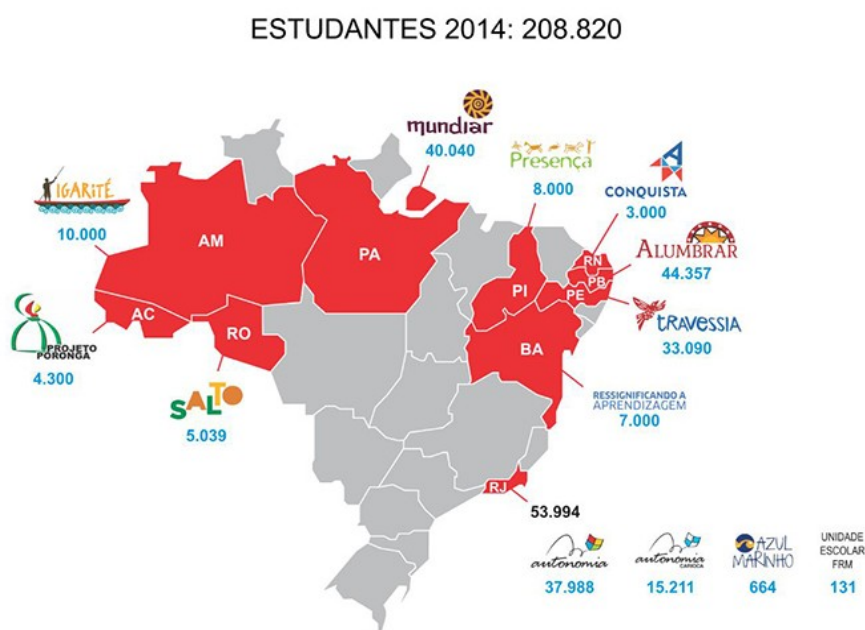 ESTUDANTES 2014: 208.820
mundiar
40.040
Presença
8.000
CONQUISTA
3.000
IGARITÉ
10.000
ALUMBRAR
44.357
AM
PA
RN
PB
PE
PI
TRAVESSIA
33.090
AC
RO
BA
PROJETO
PORONGA
4.300
SALTO
5.039
RESSIGNIFICANDO A
APRENDIZAGEM
7.000
RJ
53.994
autonomia
37.988
autonomia
CARIOCA
15.211
AZUL
MARINHO
664
UNIDADE
ESCOLAR
FRM
131